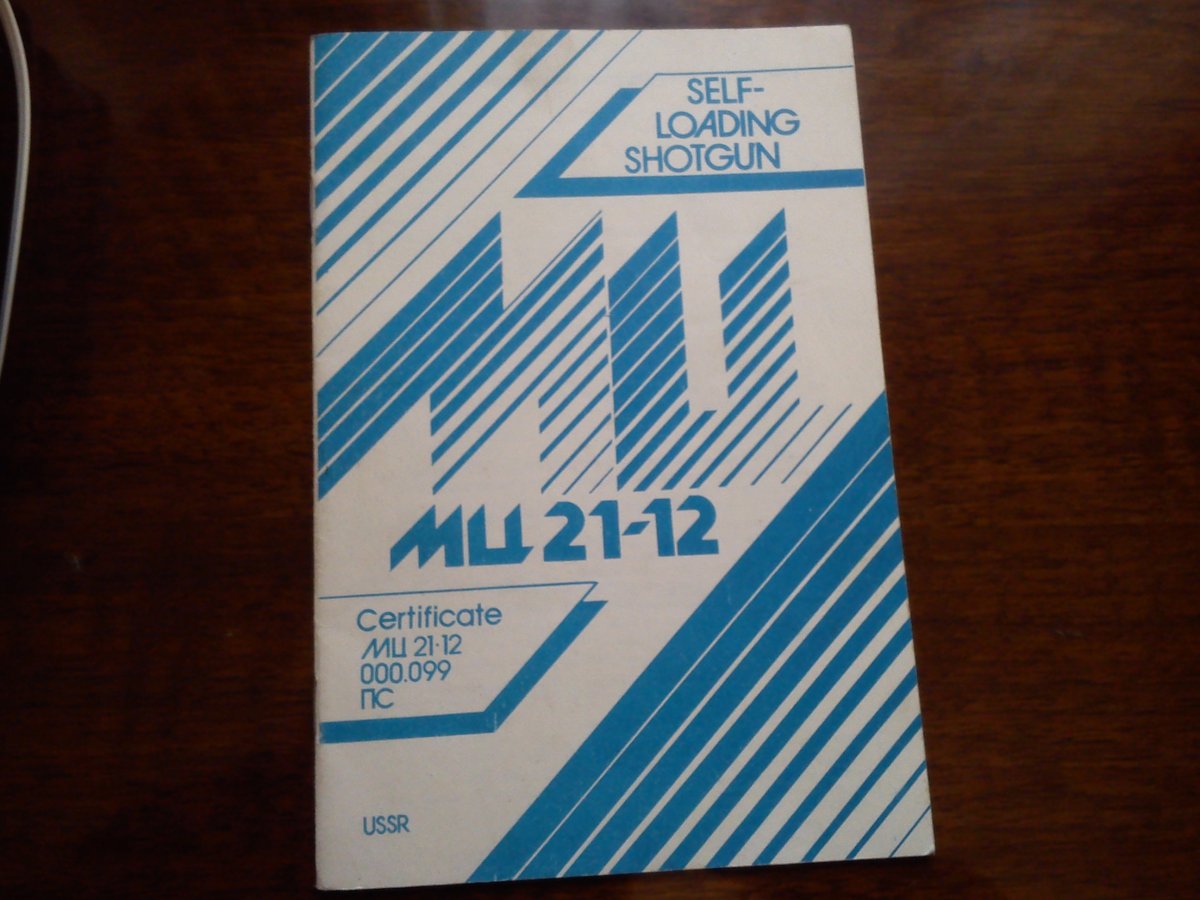 SELF-
LOADING
SHOTGUN
МЦ
МЦ 21-12
Certificate
МЦ 21·12
000.099
ПС
USSR